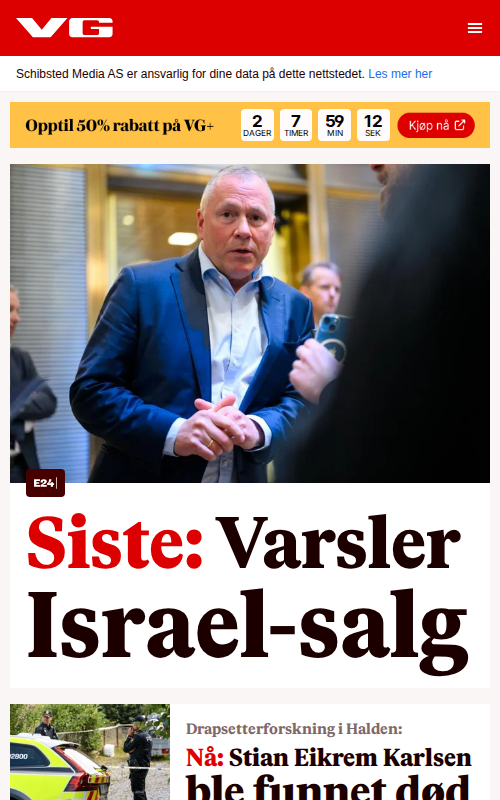 VG
Schibsted Media AS er ansvarlig for dine data på dette nettstedet. Les mer her
Opptil 50% rabatt på VG+
2 7 59 12
DAGER TIMER MIN SEK
Kjøp nå
E24
Siste: Varsler
Israel-salg
02800
Drapsetterforskning i Halden:
Nå: Stian Eikrem Karlsen
ble funnet død